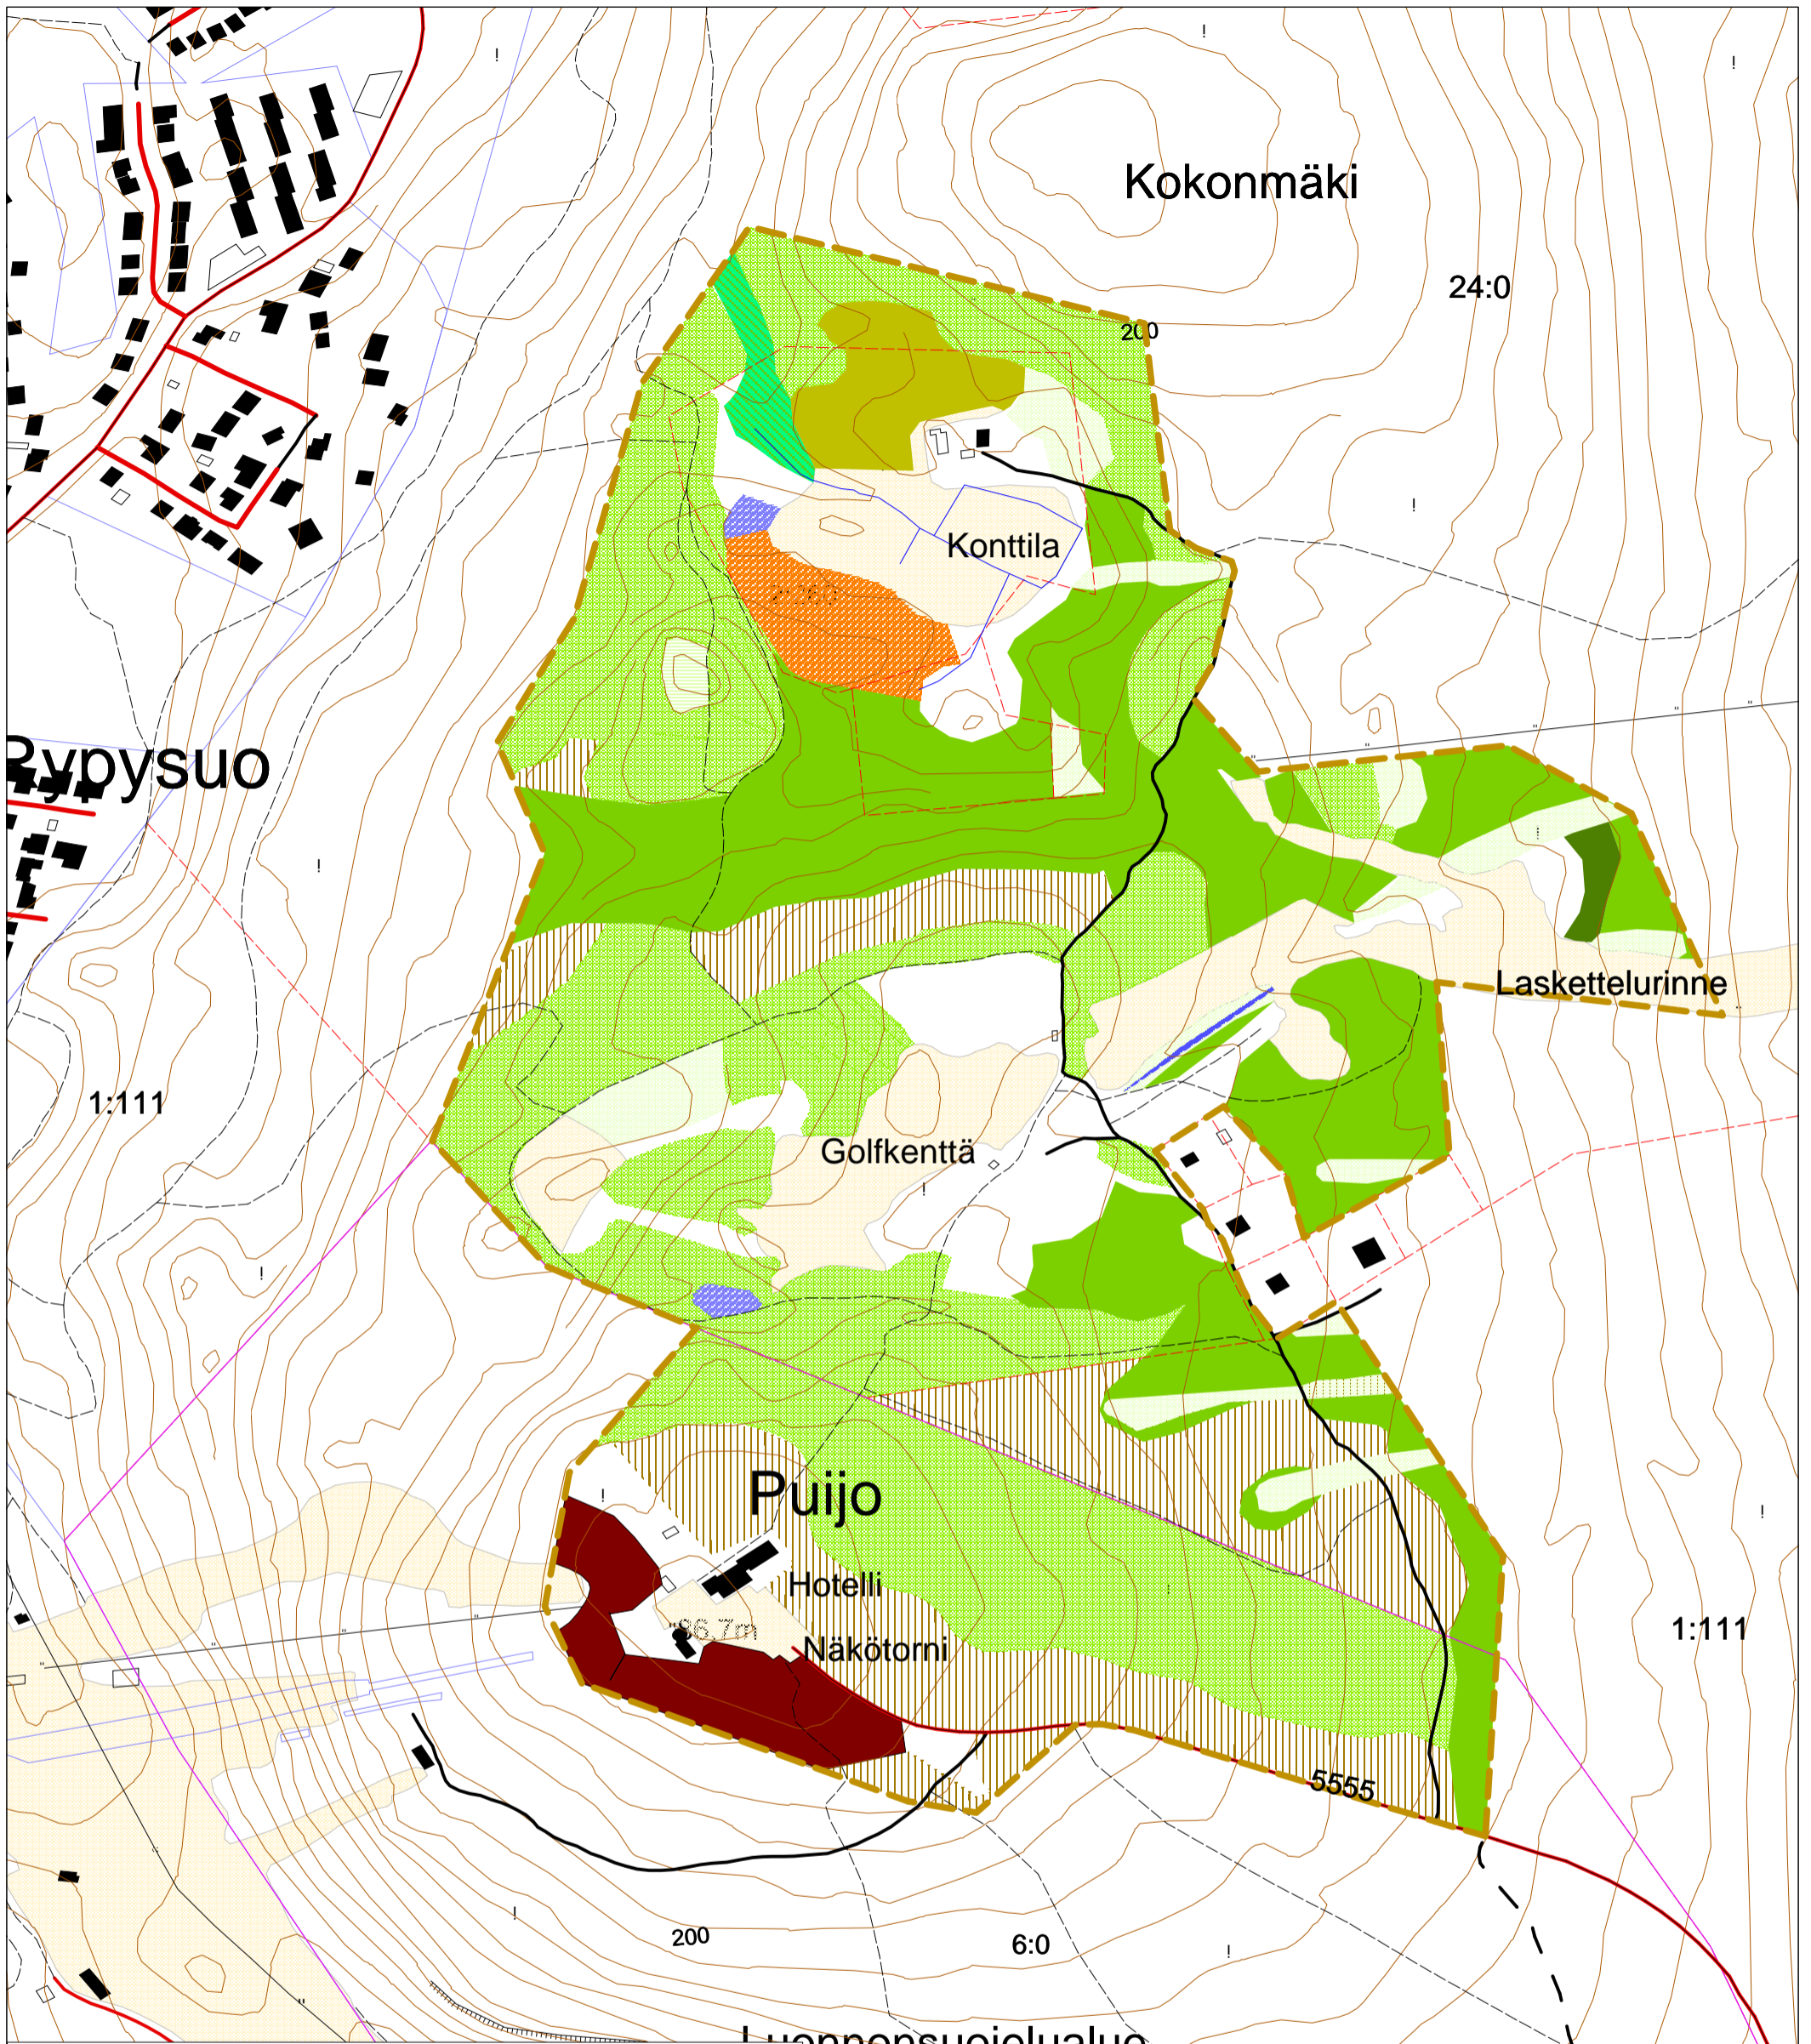 Kokonmäki
24:0
200
Konttila
Rypysuo
Laskettelurinne
1:111
Golfkenttä
Puijo
Hotelli
Näkötorni
1:111
5555
200
6:0
Luonnonsuojelualue